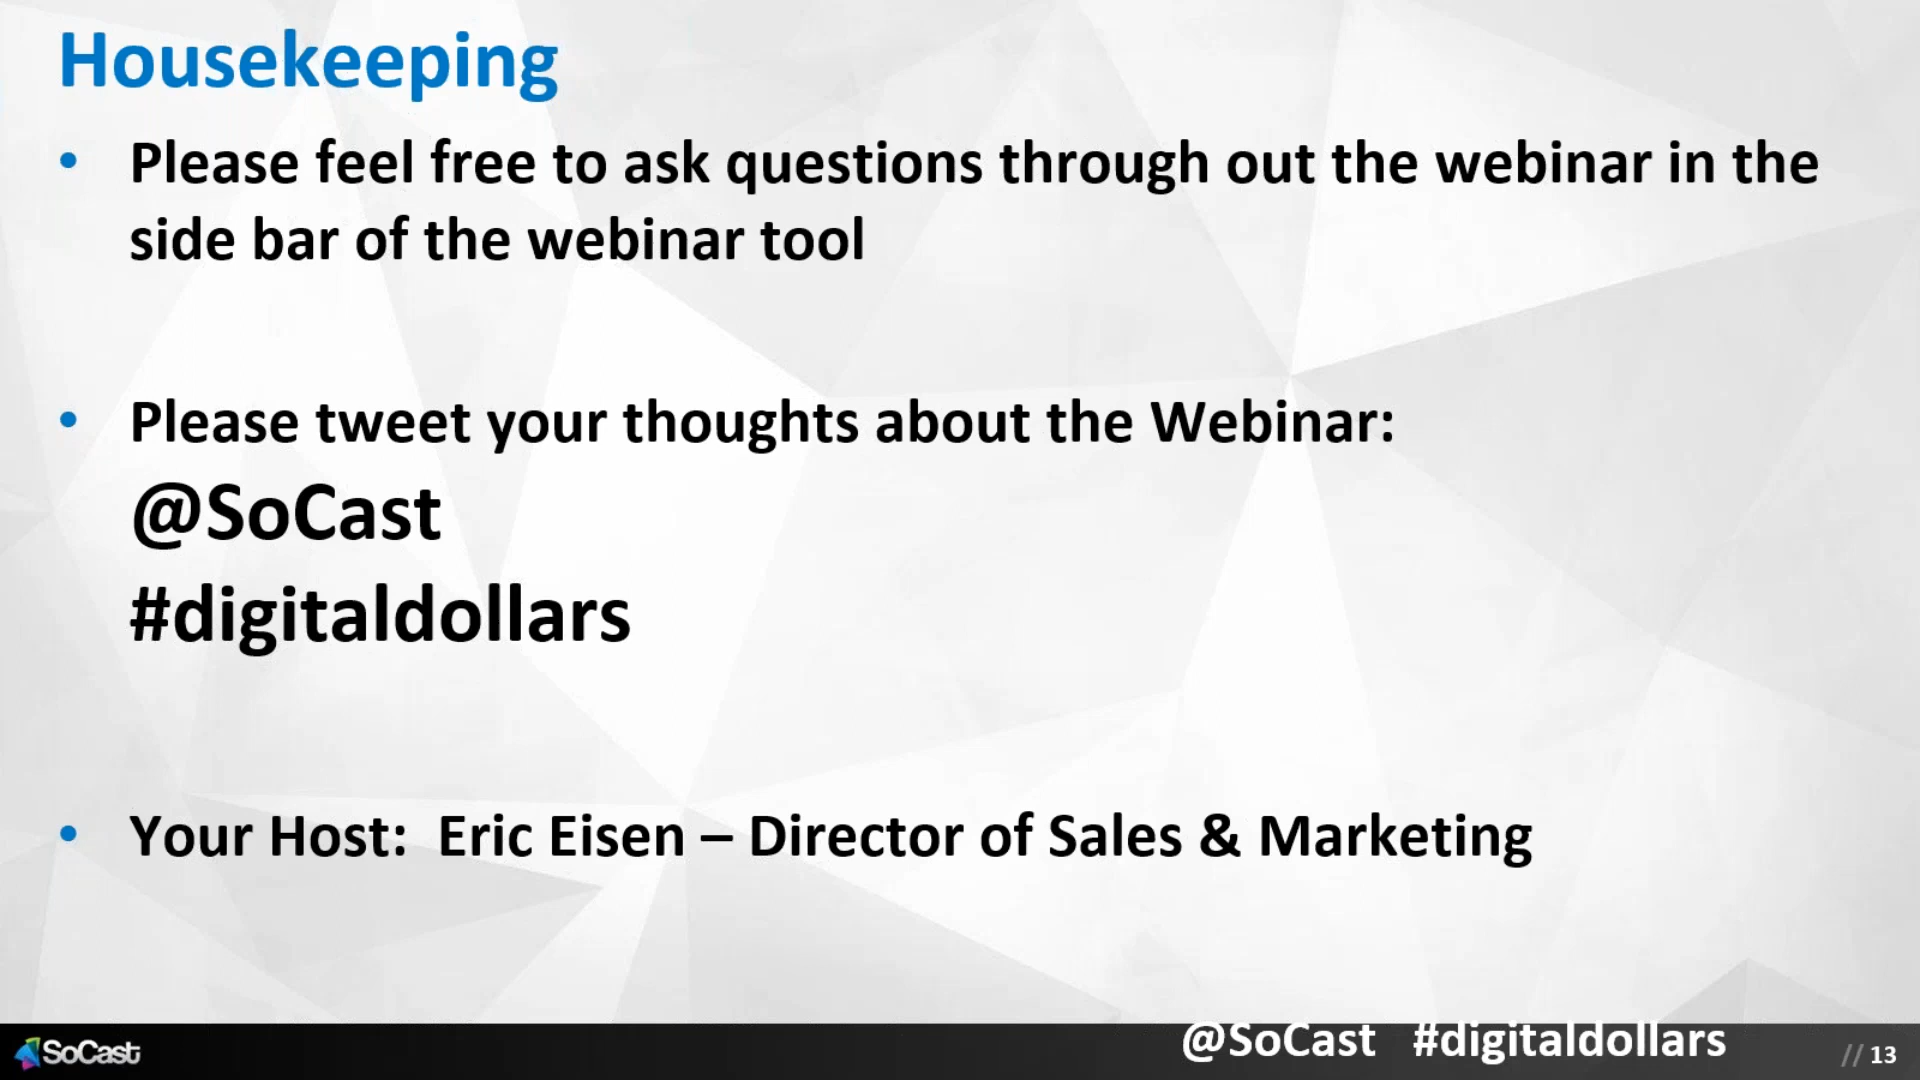 Housekeeping
• Please feel free to ask questions through out the webinar in the
side bar of the webinar tool
• Please tweet your thoughts about the Webinar:
@SoCast
#digitaldollars
• Your Host:  Eric Eisen – Director of Sales & Marketing
SoCast
@SoCast #digitaldollars
// 13